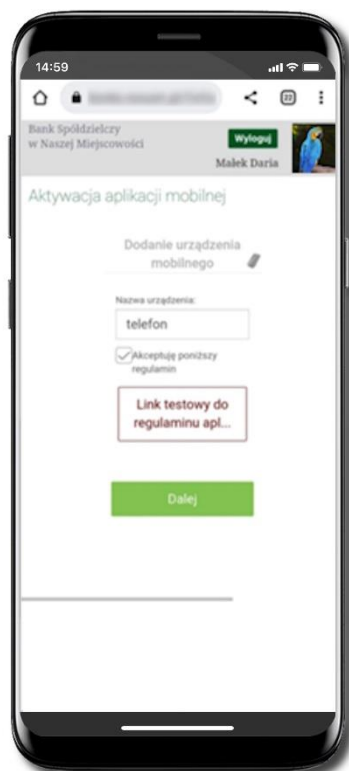 14:59
22
Bank Spółdzielczy
w Naszej Miejscowości
Wyloguj
Małek Daria
Aktywacja aplikacji mobilnej
Dodanie urządzenia
mobilnego
Nazwa urządzenia:
telefon
Akceptuję poniższy
regulamin
Link testowy do
regulaminu apl...
Dalej